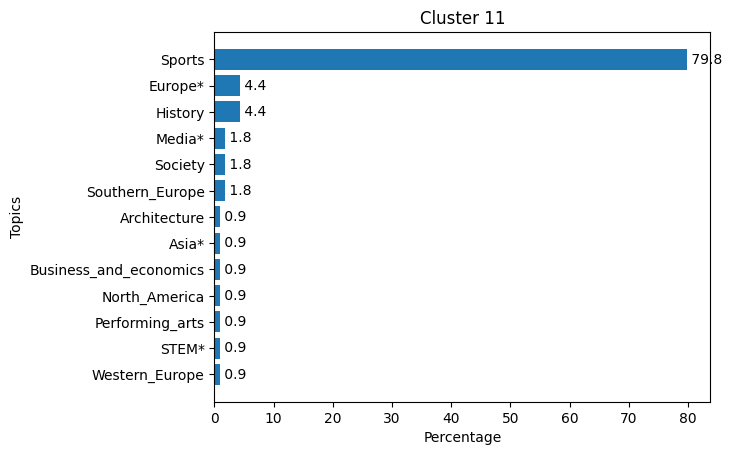 Cluster 11
Topics
Sports 79.8
Europe* 4.4
History 4.4
Media* 1.8
Society 1.8
Southern_Europe 1.8
Architecture 0.9
Asia* 0.9
Business_and_economics 0.9
North_America 0.9
Performing_arts 0.9
STEM* 0.9
Western_Europe 0.9
0 10 20 30 40 50 60 70 80
Percentage